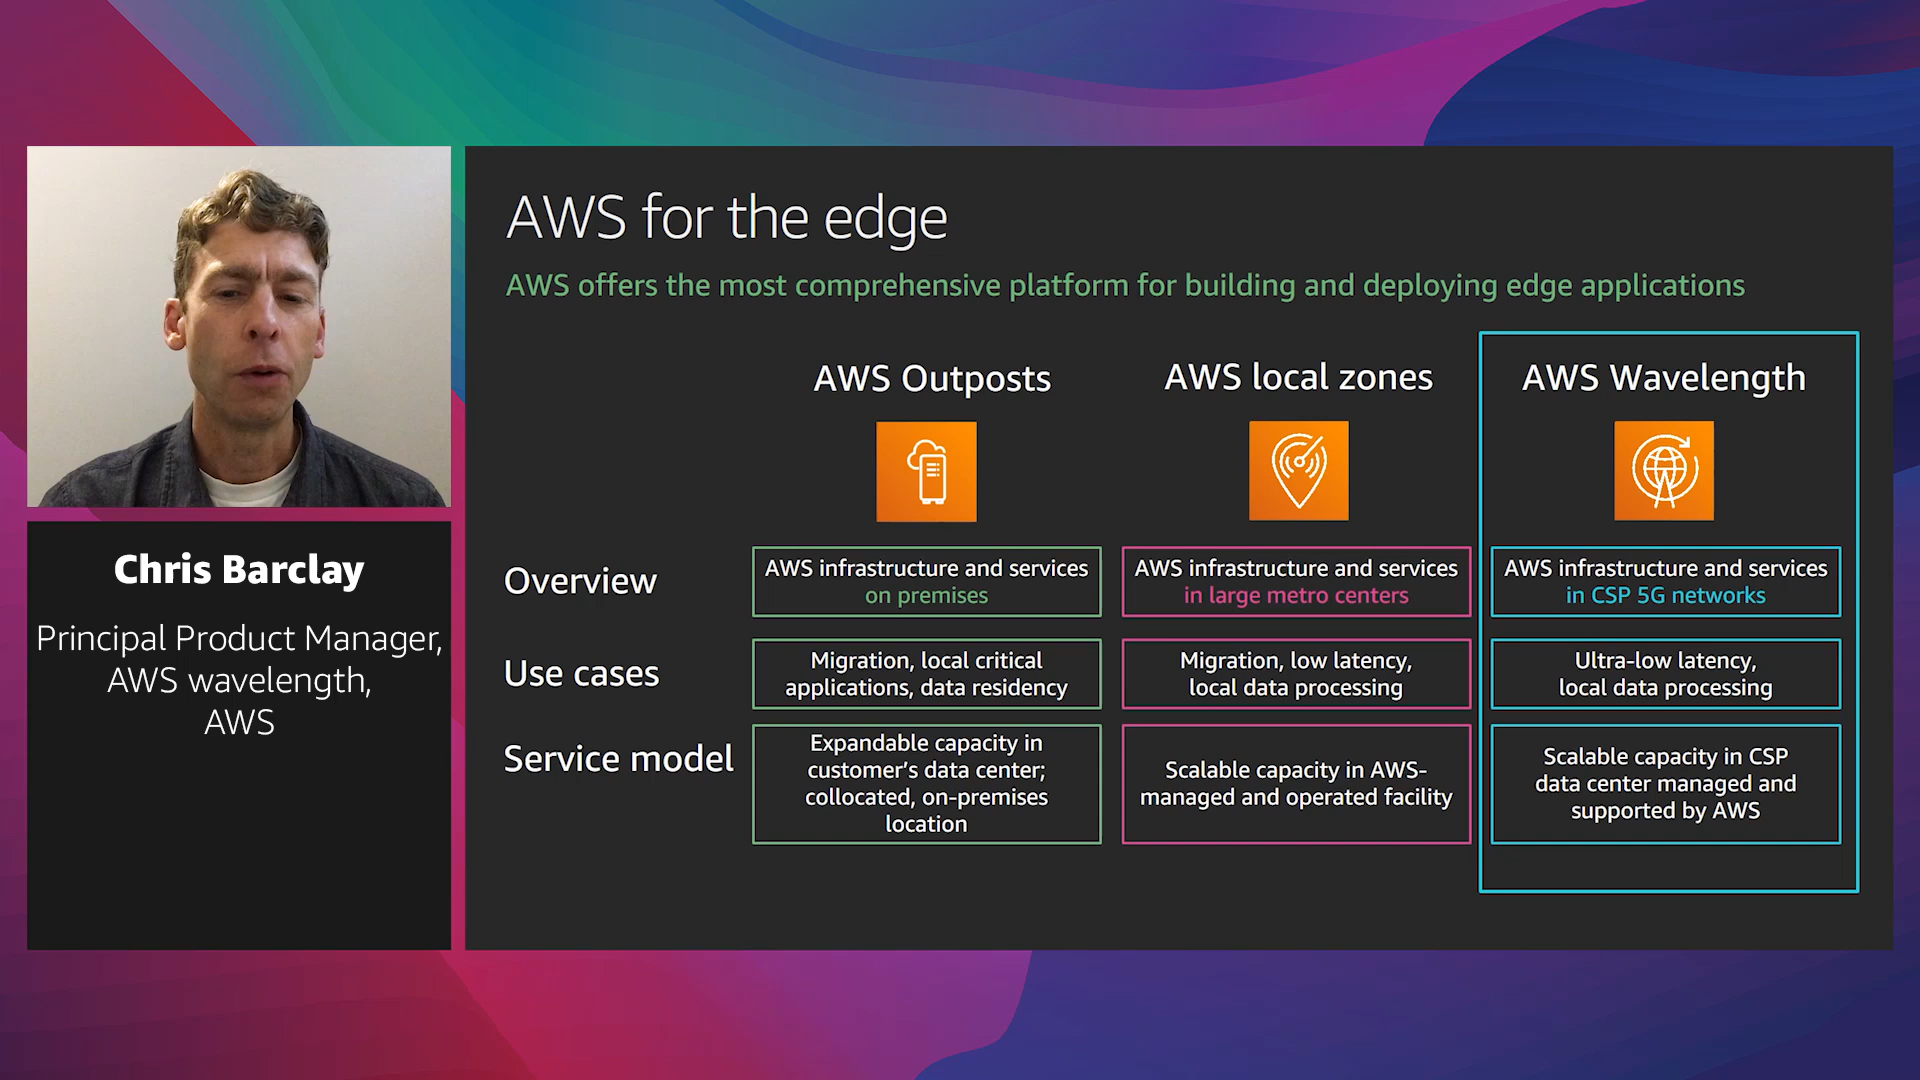 Chris Barclay
Principal Product Manager,
AWS wavelength,
AWS
AWS for the edge
AWS offers the most comprehensive platform for building and deploying edge applications
AWS Outposts
AWS local zones
AWS Wavelength
Overview
AWS infrastructure and services
on premises
AWS infrastructure and services
in large metro centers
AWS infrastructure and services
in CSP 5G networks
Use cases
Migration, local critical
applications, data residency
Migration, low latency,
local data processing
Ultra-low latency,
local data processing
Service model
Expandable capacity in
customer's data center;
collocated, on-premises
location
Scalable capacity in AWS-
managed and operated facility
Scalable capacity in CSP
data center managed and
supported by AWS